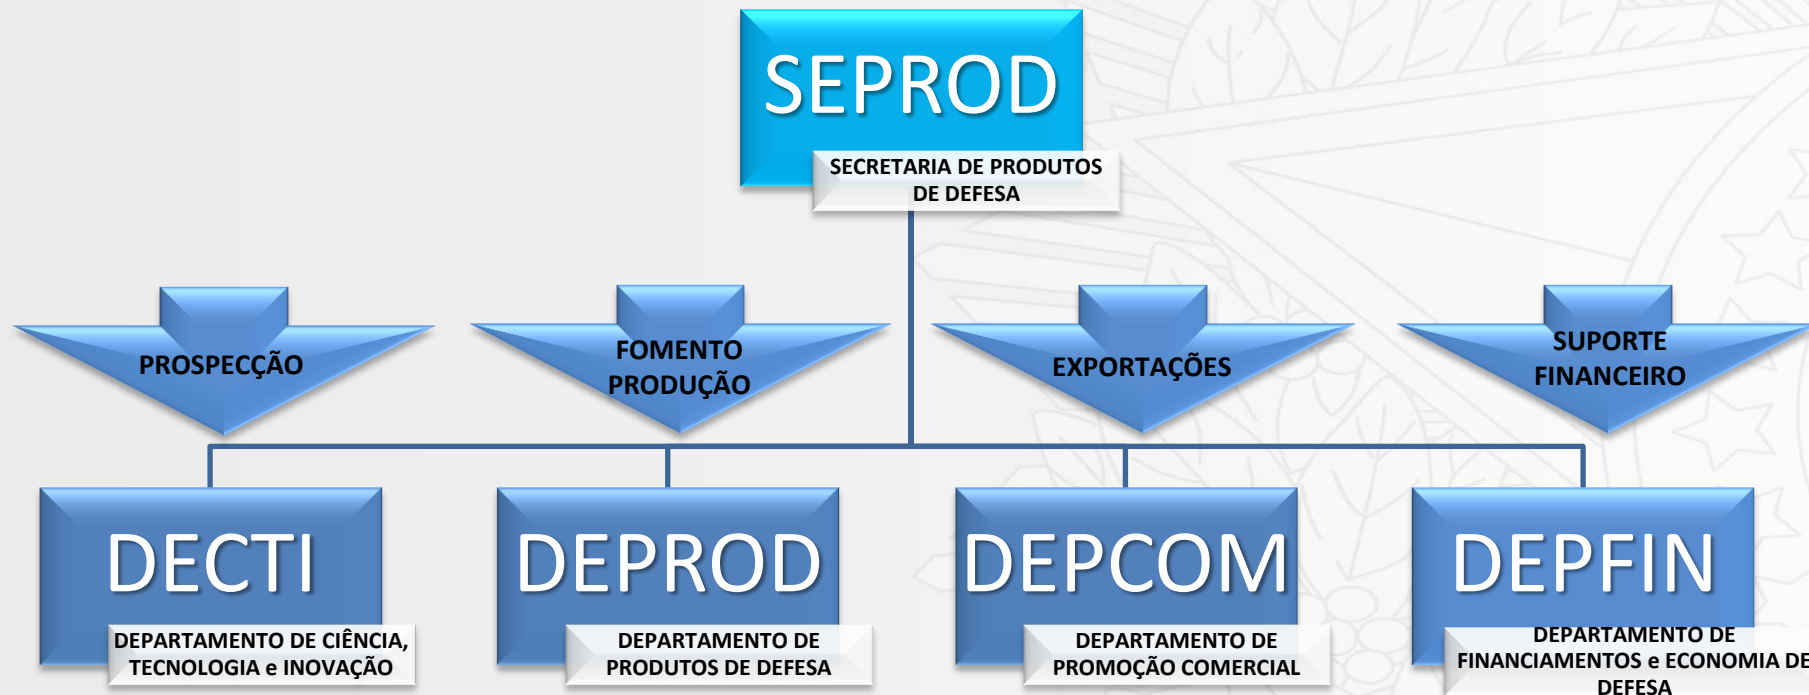 SEPROD
SECRETARIA DE PRODUTOS
DE DEFESA
PROSPECÇÃO
FOMENTO
PRODUÇÃO
EXPORTAÇÕES
SUPORTE
FINANCEIRO
DECTI
DEPARTAMENTO DE CIÊNCIA,
TECNOLOGIA e INOVAÇÃO
DEPROD
DEPARTAMENTO DE
PRODUTOS DE DEFESA
DEPCOM
DEPARTAMENTO DE
PROMOÇÃO COMERCIAL
DEPFIN
DEPARTAMENTO DE
FINANCIAMENTOS e ECONOMIA DE
DEFESA